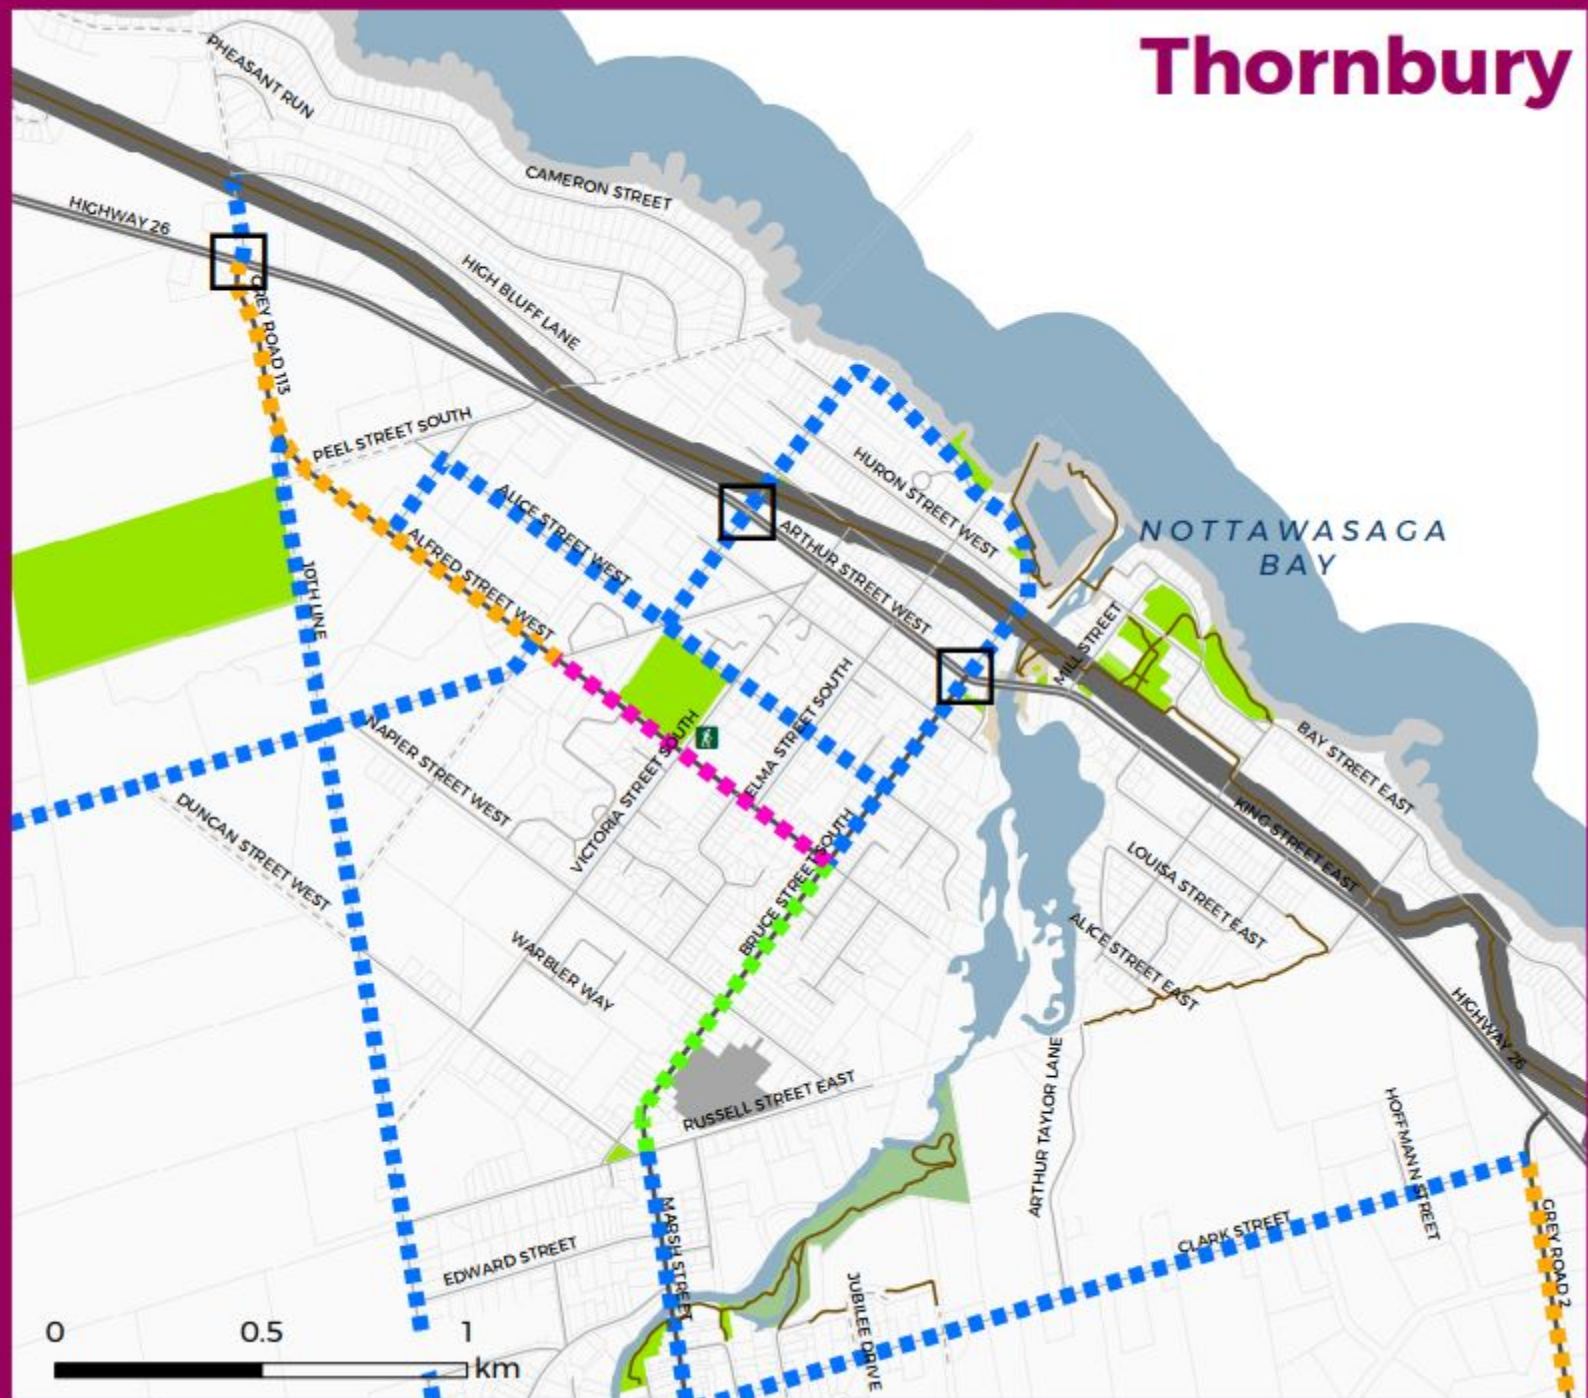 Thornbury
PHEASANT RUN
CAMERON STREET
HIGHWAY 26
HIGH BLUFF LANE
GREY ROAD 113
PEEL STREET SOUTH
HURON STREET WEST
ALICE STREET WEST
ARTHUR STREET WEST
NOTTAWASAGA
BAY
ALFRED STREET WEST
10TH LINE
MILL STREET
ELMA STREET SOUTH
VICTORIA STREET SOUTH
NAPIER STREET WEST
BAY STREET EAST
DUNCAN STREET WEST
KING STREET EAST
BRUCE STREET SOUTH
LOUISA STREET EAST
ALICE STREET EAST
WARBLER WAY
HIGHWAY 26
RUSSELL STREET EAST
ARTHUR TAYLOR LANE
HOFFMANN STREET
MARSH STREET
CLARK STREET
GREY ROAD 2
EDWARD STREET
JUBILEE DRIVE
0 0.5 1
km